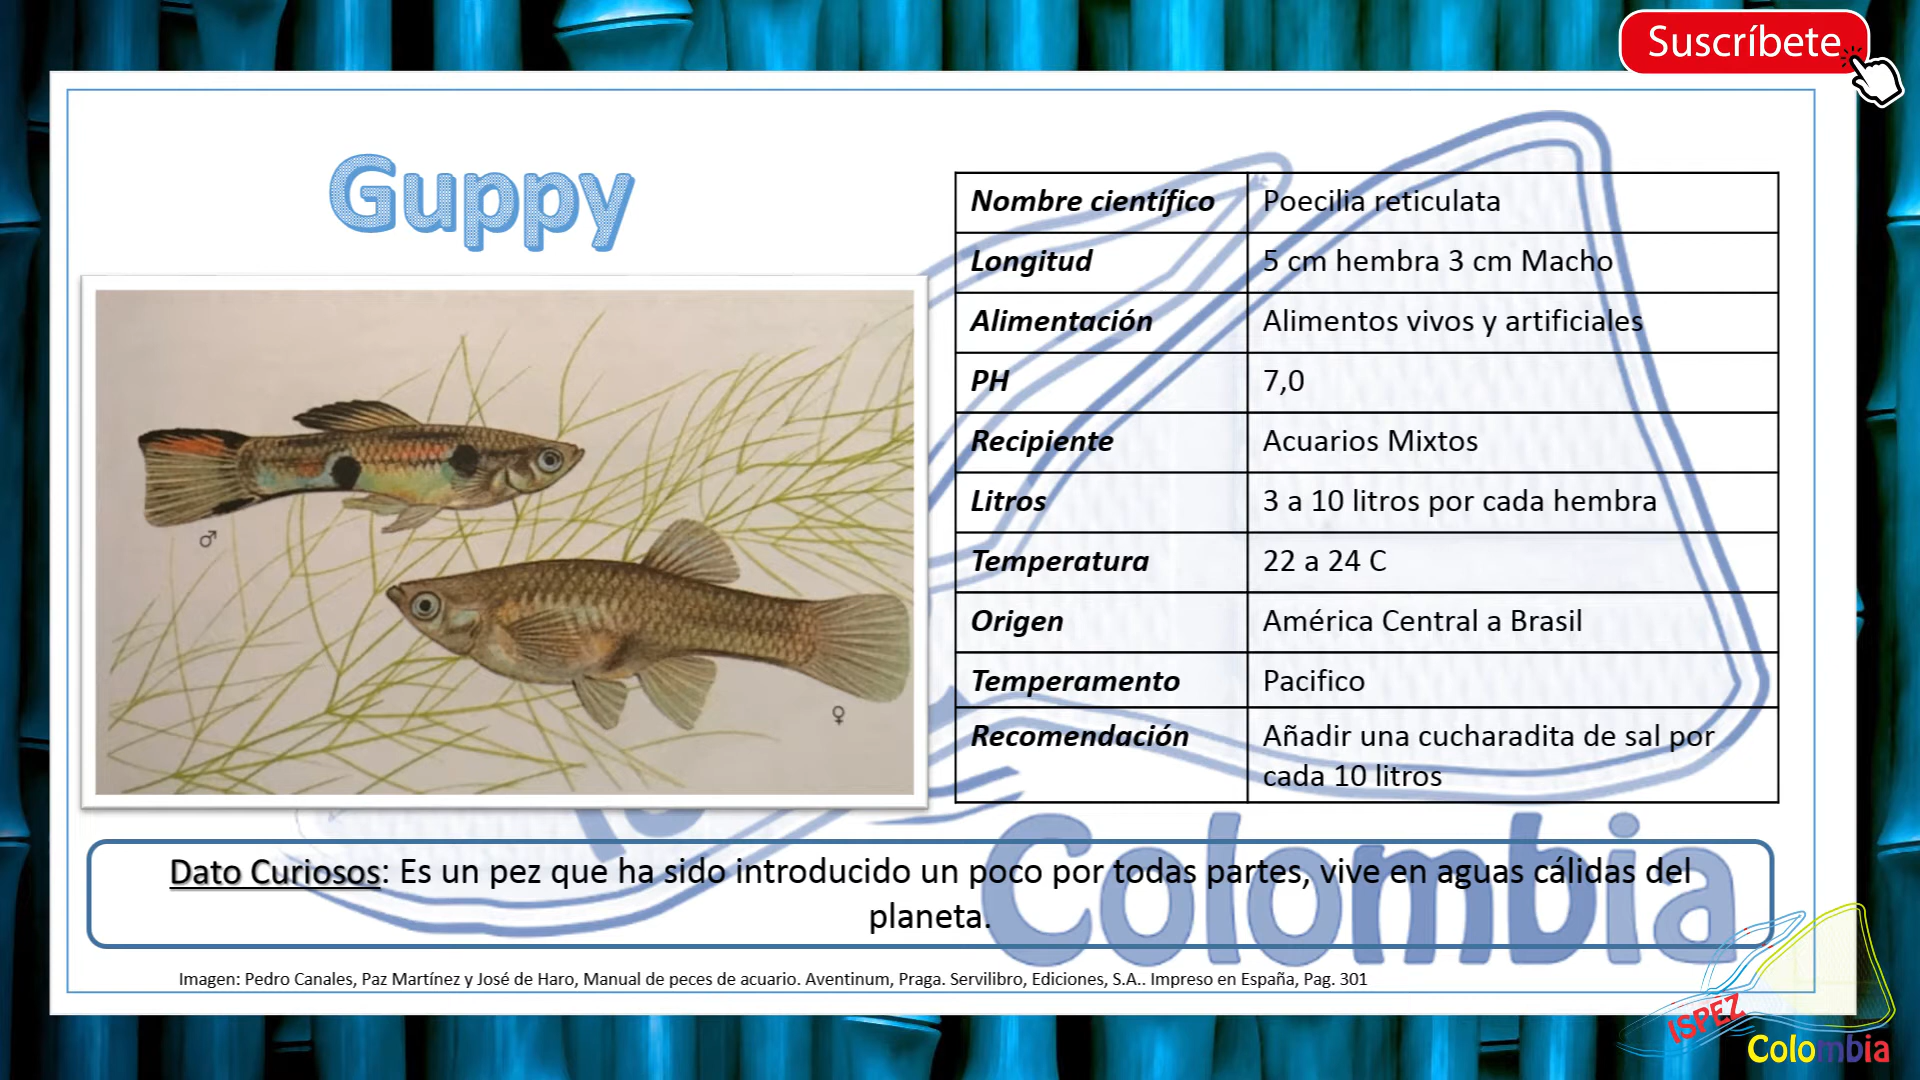 Suscríbete
Guppy
Nombre científico Poecilia reticulata
Longitud 5 cm hembra 3 cm Macho
Alimentación Alimentos vivos y artificiales
PH 7,0
Recipiente Acuarios Mixtos
Litros 3 a 10 litros por cada hembra
Temperatura 22 a 24 C
Origen América Central a Brasil
Temperamento Pacifico
Recomendación Añadir una cucharadita de sal por
cada 10 litros
♂
♀
Colombia
Dato Curiosos: Es un pez que ha sido introducido un poco por todas partes, vive en aguas cálidas del
planeta.
Imagen: Pedro Canales, Paz Martínez y José de Haro, Manual de peces de acuario. Aventinum, Praga. Servilibro, Ediciones, S.A.. Impreso en España, Pag. 301
ISPEZ
Colombia